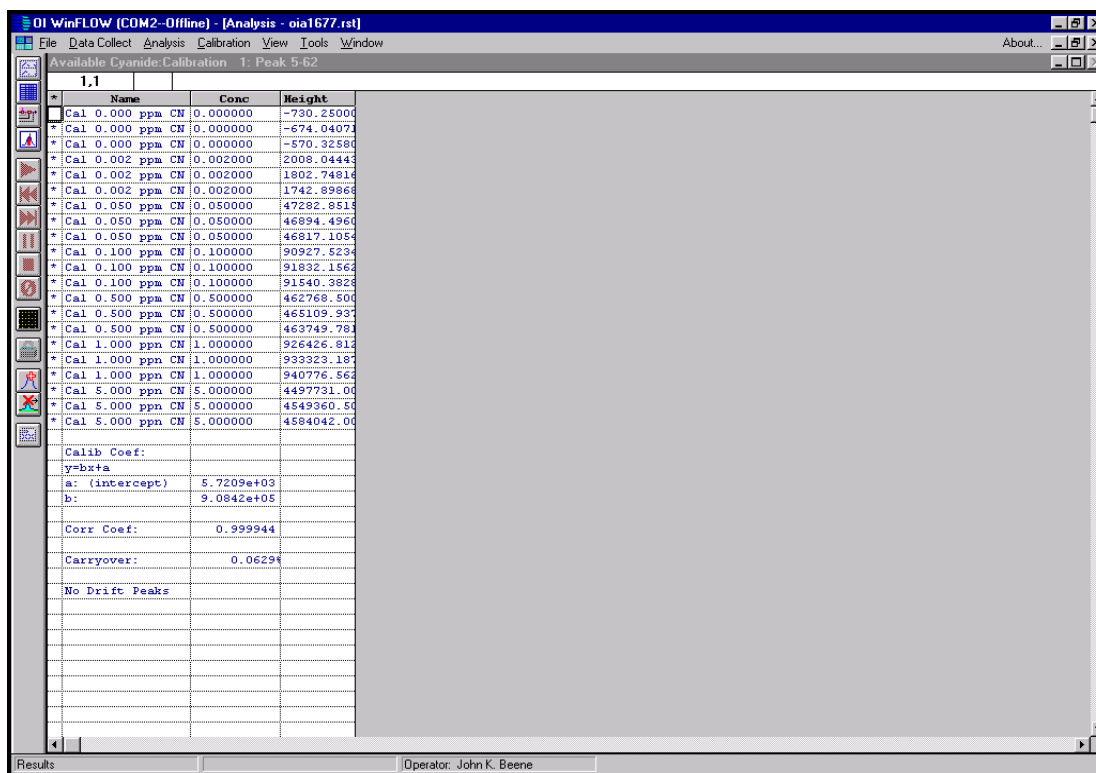 OI WinFLOW (COM2--Offline) - [Analysis - oia1677.rst]
File Data Collect Analysis Calibration View Tools Window About...
Available Cyanide:Calibration 1: Peak 5-62
1,1
* Name Conc Height
Cal 0.000 ppm CN 0.000000 -730.25000
* Cal 0.000 ppm CN 0.000000 -674.04071
* Cal 0.000 ppm CN 0.000000 -570.32580
* Cal 0.002 ppm CN 0.002000 2008.04443
* Cal 0.002 ppm CN 0.002000 1802.74816
* Cal 0.002 ppm CN 0.002000 1742.89868
* Cal 0.050 ppm CN 0.050000 47282.8515
* Cal 0.050 ppm CN 0.050000 46894.4960
* Cal 0.050 ppm CN 0.050000 46817.1054
* Cal 0.100 ppm CN 0.100000 90927.5234
* Cal 0.100 ppm CN 0.100000 91832.1562
* Cal 0.100 ppm CN 0.100000 91540.3828
* Cal 0.500 ppm CN 0.500000 462768.500
* Cal 0.500 ppm CN 0.500000 465109.937
* Cal 0.500 ppm CN 0.500000 463749.781
* Cal 1.000 ppn CN 1.000000 926426.812
* Cal 1.000 ppn CN 1.000000 933323.187
* Cal 1.000 ppn CN 1.000000 940776.562
* Cal 5.000 ppn CN 5.000000 4497731.00
* Cal 5.000 ppn CN 5.000000 4549360.50
* Cal 5.000 ppn CN 5.000000 4584042.00
Calib Coef:
y=bx+a
a: (intercept) 5.7209e+03
b: 9.0842e+05
Corr Coef: 0.999944
Carryover: 0.0629%
No Drift Peaks
Results Operator: John K. Beene